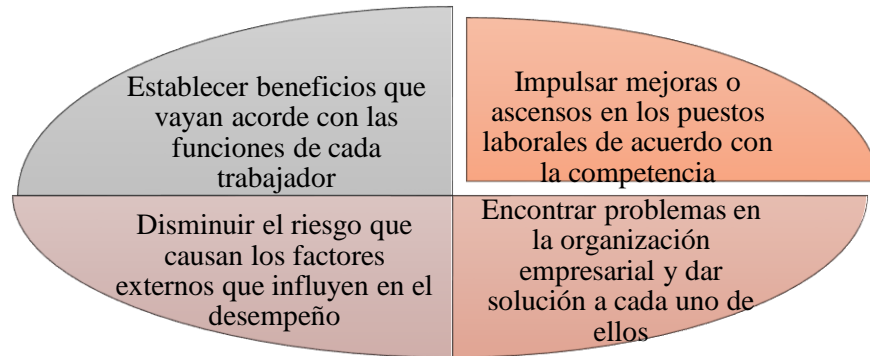 Establecer beneficios que
vayan acorde con las
funciones de cada
trabajador
Impulsar mejoras o
ascensos en los puestos
laborales de acuerdo con
la competencia
Disminuir el riesgo que
causan los factores
externos que influyen en el
desempeño
Encontrar problemas en
la organización
empresarial y dar
solución a cada uno de
ellos